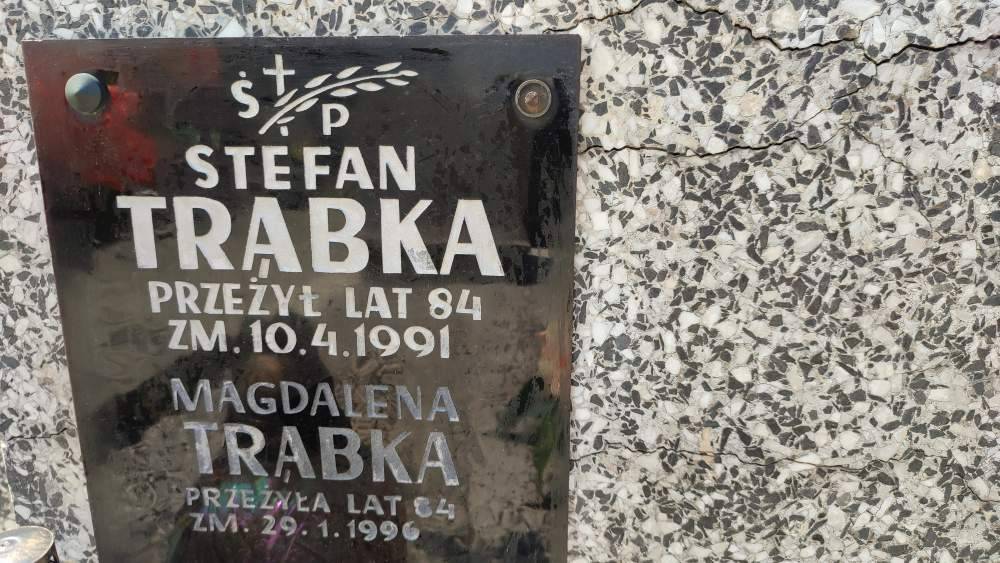 Ś P
STEFAN
TRĄBKA
PRZEŻYŁ LAT 84
ZM. 10.4.1991
MAGDALENA
TRĄBKA
PRZEŻYŁA LAT 84
ZM. 29.1.1996